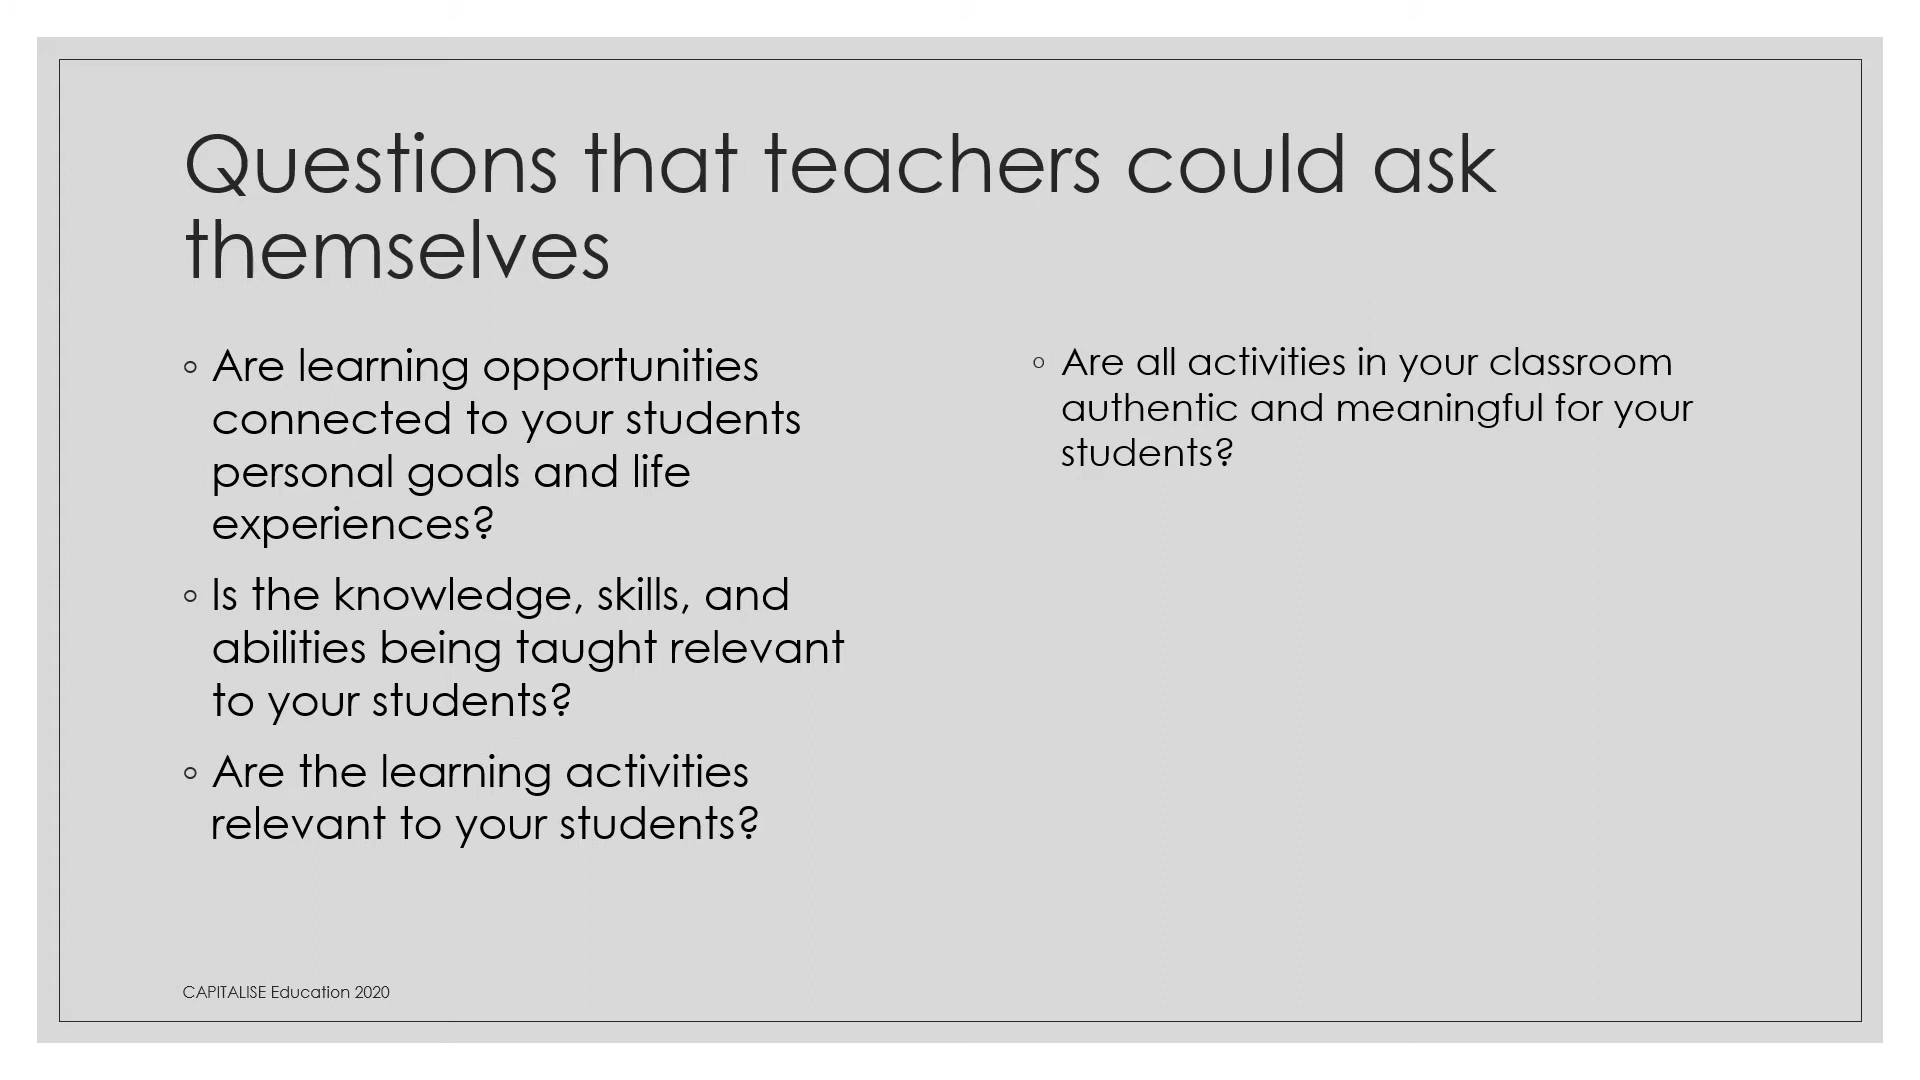 Questions that teachers could ask
themselves
◦ Are learning opportunities
connected to your students
personal goals and life
experiences?
◦ Is the knowledge, skills, and
abilities being taught relevant
to your students?
◦ Are the learning activities
relevant to your students?
◦ Are all activities in your classroom
authentic and meaningful for your
students?
CAPITALISE Education 2020